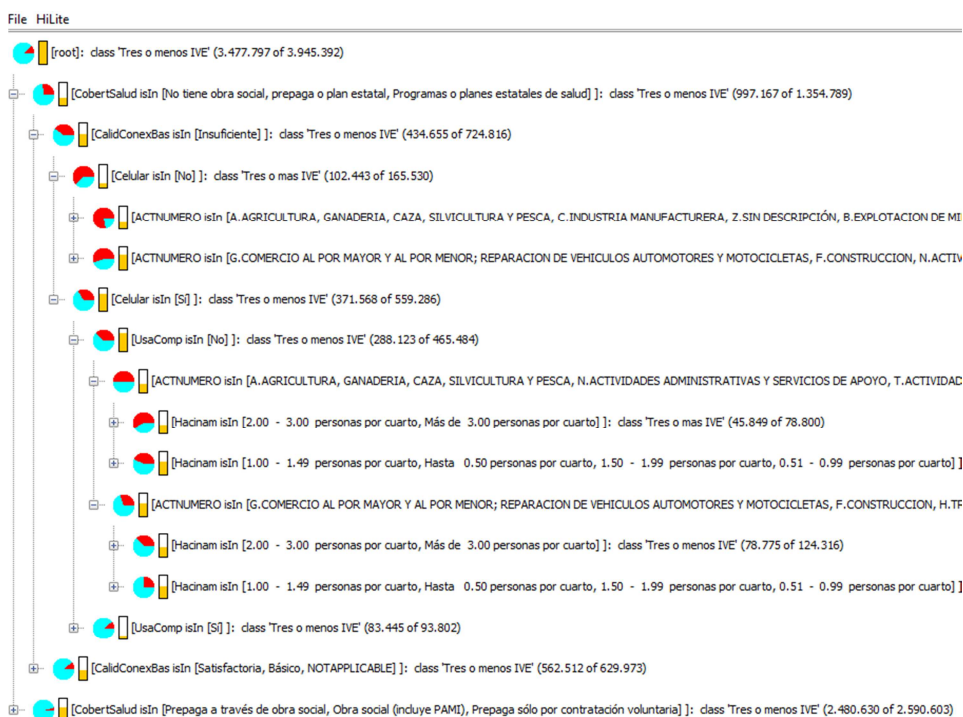 File HiLite
[root]: class 'Tres o menos IVE' (3.477.797 of 3.945.392)
[CobertSalud isIn [No tiene obra social, prepaga o plan estatal, Programas o planes estatales de salud] ]: class 'Tres o menos IVE' (997.167 of 1.354.789)
[CalidConexBas isIn [Insuficiente] ]: class 'Tres o menos IVE' (434.655 of 724.816)
[Celular isIn [No] ]: class 'Tres o mas IVE' (102.443 of 165.530)
[ACTNUMERO isIn [A.AGRICULTURA, GANADERIA, CAZA, SILVICULTURA Y PESCA, C.INDUSTRIA MANUFACTURERA, Z.SIN DESCRIPCIÓN, B.EXPLOTACION DE MI
[ACTNUMERO isIn [G.COMERCIO AL POR MAYOR Y AL POR MENOR; REPARACION DE VEHICULOS AUTOMOTORES Y MOTOCICLETAS, F.CONSTRUCCION, N.ACTIV
[Celular isIn [Sí] ]: class 'Tres o menos IVE' (371.568 of 559.286)
[UsaComp isIn [No] ]: class 'Tres o menos IVE' (288.123 of 465.484)
[ACTNUMERO isIn [A.AGRICULTURA, GANADERIA, CAZA, SILVICULTURA Y PESCA, N.ACTIVIDADES ADMINISTRATIVAS Y SERVICIOS DE APOYO, T.ACTIVIDAD
[Hacinam isIn [2.00 - 3.00 personas por cuarto, Más de 3.00 personas por cuarto] ]: class 'Tres o mas IVE' (45.849 of 78.800)
[Hacinam isIn [1.00 - 1.49 personas por cuarto, Hasta 0.50 personas por cuarto, 1.50 - 1.99 personas por cuarto, 0.51 - 0.99 personas por cuarto] ]
[ACTNUMERO isIn [G.COMERCIO AL POR MAYOR Y AL POR MENOR; REPARACION DE VEHICULOS AUTOMOTORES Y MOTOCICLETAS, F.CONSTRUCCION, H.TR
[Hacinam isIn [2.00 - 3.00 personas por cuarto, Más de 3.00 personas por cuarto] ]: class 'Tres o menos IVE' (78.775 of 124.316)
[Hacinam isIn [1.00 - 1.49 personas por cuarto, Hasta 0.50 personas por cuarto, 1.50 - 1.99 personas por cuarto, 0.51 - 0.99 personas por cuarto] ]
[UsaComp isIn [Sí] ]: class 'Tres o menos IVE' (83.445 of 93.802)
[CalidConexBas isIn [Satisfactoria, Básico, NOTAPPLICABLE] ]: class 'Tres o menos IVE' (562.512 of 629.973)
[CobertSalud isIn [Prepaga a través de obra social, Obra social (incluye PAMI), Prepaga sólo por contratación voluntaria] ]: class 'Tres o menos IVE' (2.480.630 of 2.590.603)